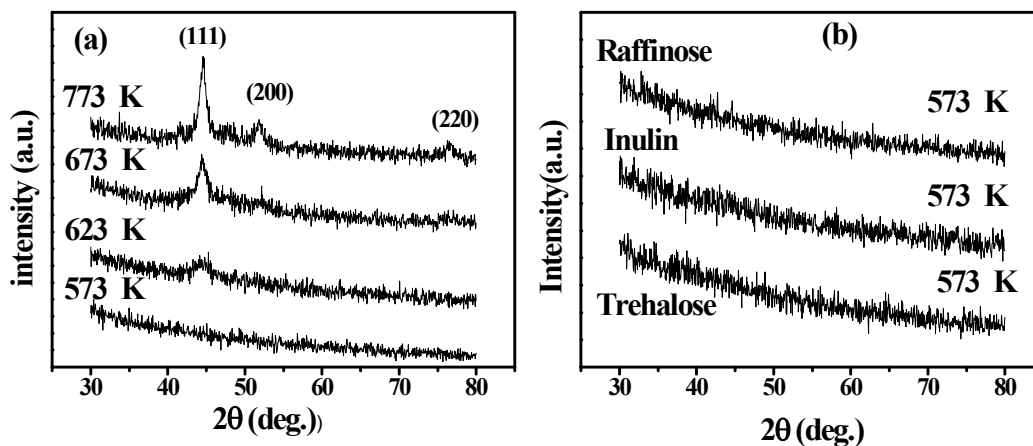 (a)
(111)
(200)
(220)
773 K
673 K
623 K
573 K
intensity (a.u.)
30 40 50 60 70 80
2θ (deg.))
(b)
Raffinose
573 K
Inulin
573 K
573 K
Trehalose
Intensity(a.u.)
30 40 50 60 70 80
2θ (deg.)